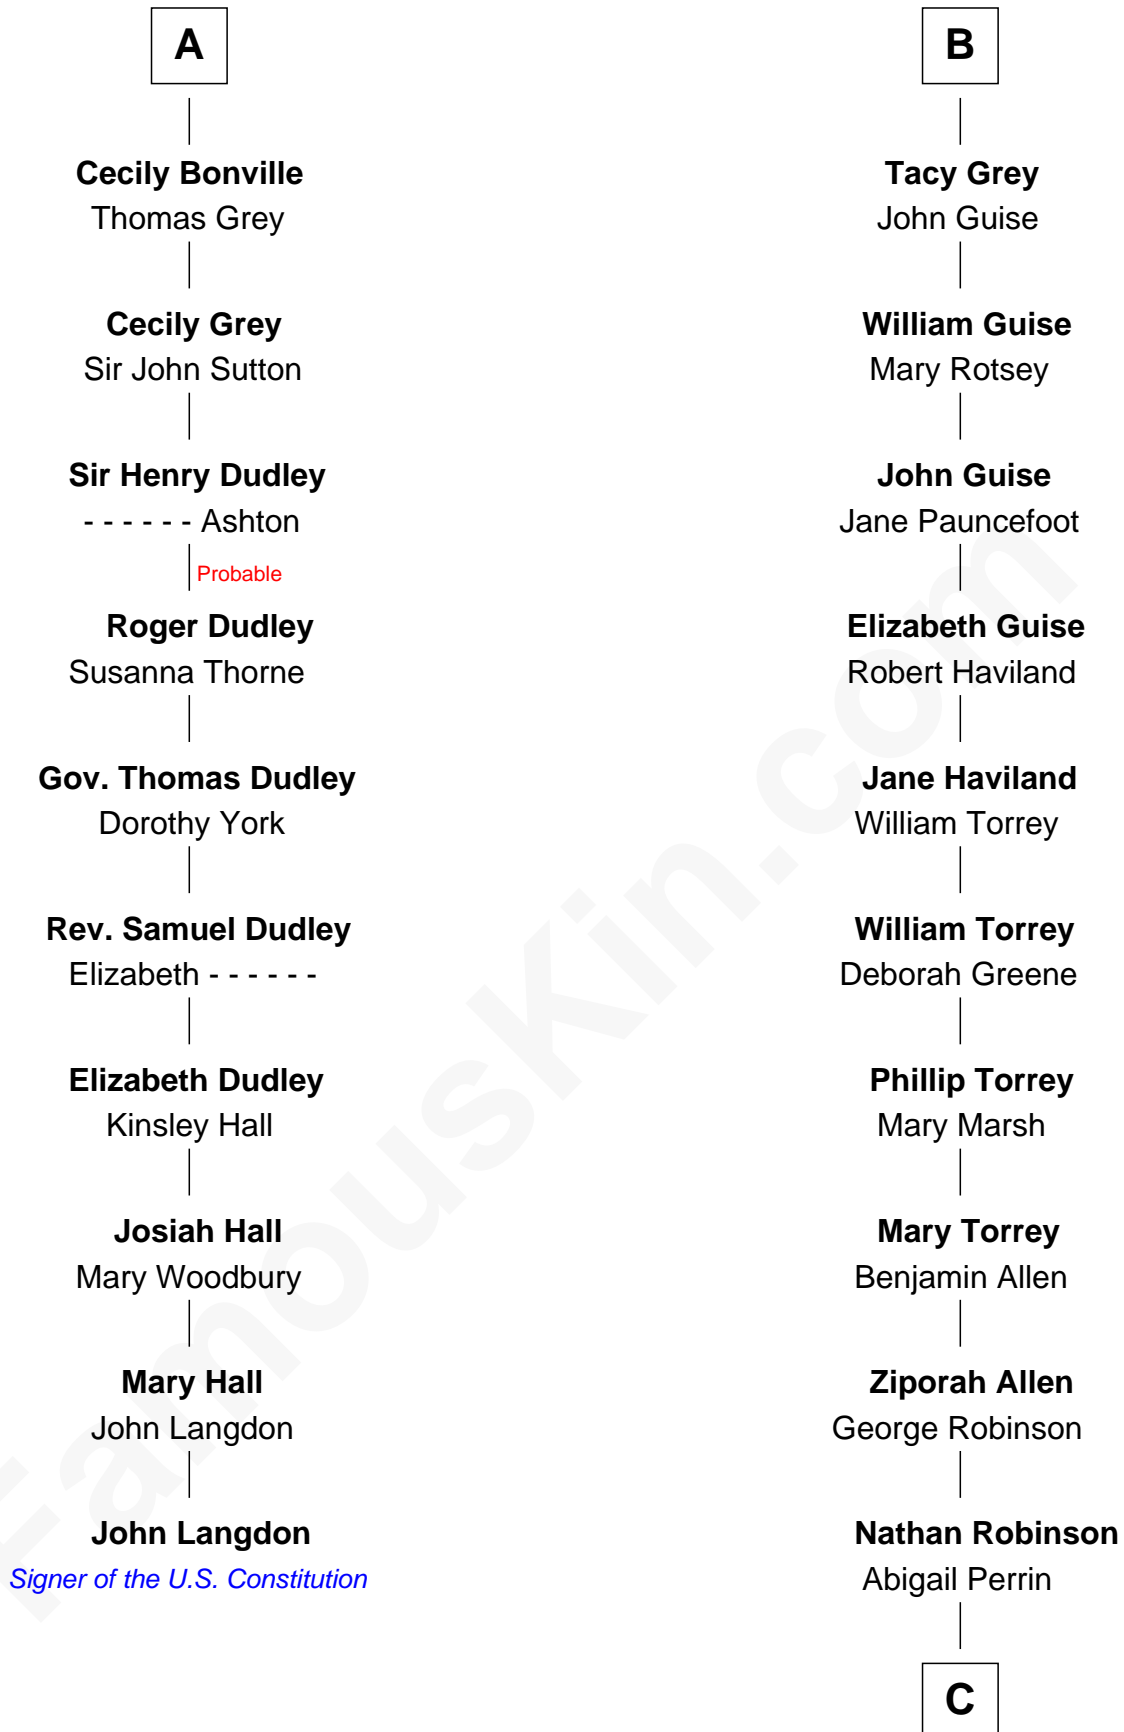 A
Cecily Bonville
Thomas Grey
Cecily Grey
Sir John Sutton
Sir Henry Dudley
- - - - - - Ashton
Probable
Roger Dudley
Susanna Thorne
Gov. Thomas Dudley
Dorothy York
Rev. Samuel Dudley
Elizabeth - - - - - -
Elizabeth Dudley
Kinsley Hall
Josiah Hall
Mary Woodbury
Mary Hall
John Langdon
John Langdon
Signer of the U.S. Constitution
B
Tacy Grey
John Guise
William Guise
Mary Rotsey
John Guise
Jane Pauncefoot
Elizabeth Guise
Robert Haviland
Jane Haviland
William Torrey
William Torrey
Deborah Greene
Phillip Torrey
Mary Marsh
Mary Torrey
Benjamin Allen
Ziporah Allen
George Robinson
Nathan Robinson
Abigail Perrin
C
FamousKin.com